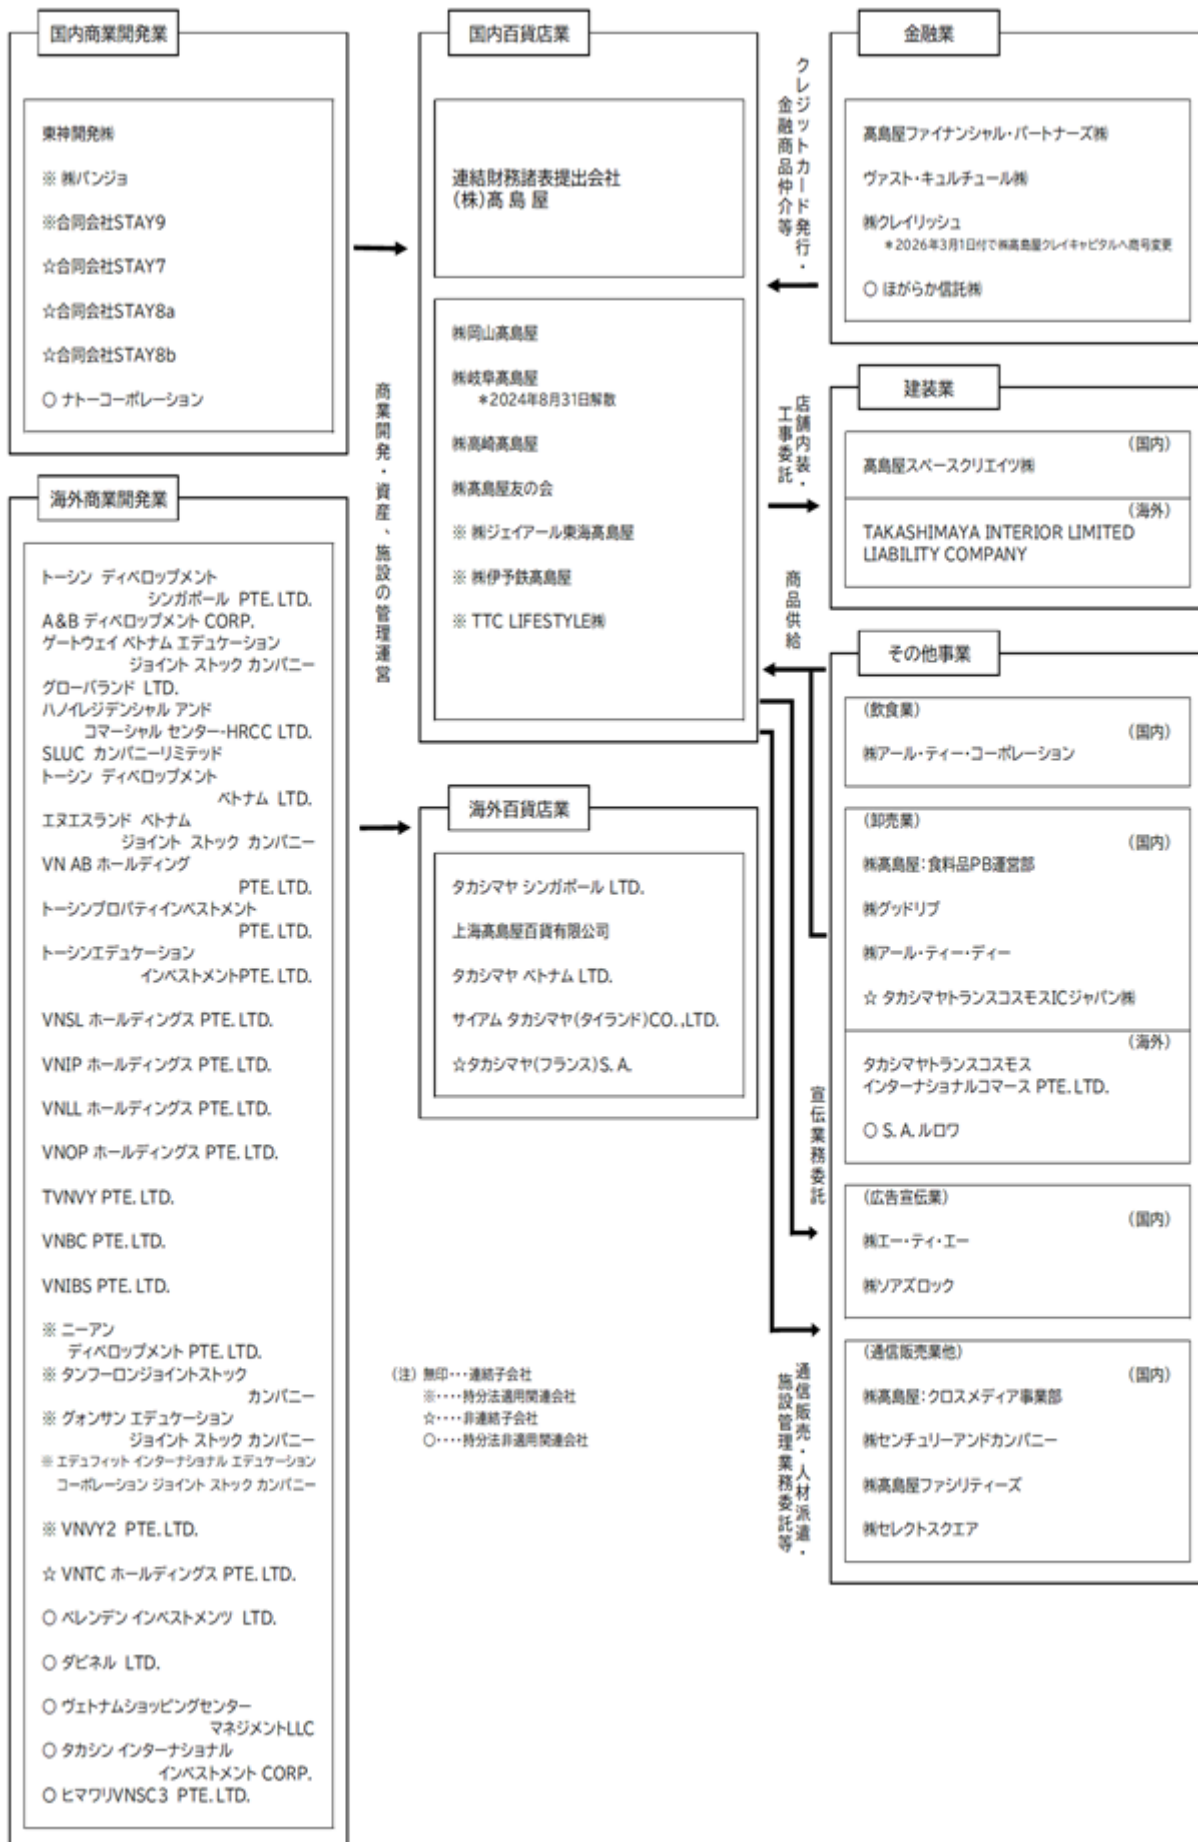 国内商業開発業
東神開発㈱
※ ㈱パンジョ
※合同会社STAY9
☆合同会社STAY7
☆合同会社STAY8a
☆合同会社STAY8b
○ ナトーコーポレーション
海外商業開発業
トーシン ディベロップメント
シンガポール PTE.LTD.
A&B ディベロップメント CORP.
ゲートウェイ ベトナム エデュケーション
ジョイント ストック カンパニー
グローバランド LTD.
ハノイレジデンシャル アンド
コマーシャル センター-HRCC LTD.
SLUC カンパニーリミテッド
トーシン ディベロップメント
ベトナム LTD.
エヌエスランド ベトナム
ジョイント ストック カンパニー
VN AB ホールディング
PTE.LTD.
トーシンプロパティインベストメント
PTE.LTD.
トーシンエデュケーション
インベストメントPTE.LTD.
VNSL ホールディングス PTE.LTD.
VNIP ホールディングス PTE.LTD.
VNLL ホールディングス PTE.LTD.
VNOP ホールディングス PTE.LTD.
TVNVY PTE.LTD.
VNBC PTE.LTD.
VNIBS PTE.LTD.
※ ニーアン
ディベロップメント PTE.LTD.
※ タンフーロンジョイントストック
カンパニー
※ グォンサン エデュケーション
ジョイント ストック カンパニー
※ エデュフィット インターナショナル エデュケーション
コーポレーション ジョイント ストック カンパニー
※ VNVY2 PTE.LTD.
☆ VNTC ホールディングス PTE.LTD.
○ ベレンデン インベストメンツ LTD.
○ ダビネル LTD.
○ ヴェトナムショッピングセンター
マネジメントLLC
○ タカシン インターナショナル
インベストメント CORP.
○ ヒマワリVNSC3 PTE.LTD.
商業開発・資産、施設の管理運営
国内百貨店業
連結財務諸表提出会社
(株)髙 島 屋
㈱岡山髙島屋
㈱岐阜髙島屋
＊2024年8月31日解散
㈱高崎髙島屋
㈱髙島屋友の会
※ ㈱ジェイアール東海髙島屋
※ ㈱伊予鉄髙島屋
※ TTC LIFESTYLE㈱
海外百貨店業
タカシマヤ シンガポール LTD.
上海髙島屋百貨有限公司
タカシマヤ ベトナム LTD.
サイアム タカシマヤ(タイランド)CO.,LTD.
☆タカシマヤ(フランス)S.A.
(注) 無印・・・連結子会社
※・・・・持分法適用関連会社
☆・・・・非連結子会社
○・・・・持分法非適用関連会社
クレジットカード発行・
金融商品仲介等
店舗内装・
工事委託
商品供給
宣伝業務委託
通信販売・人材派遣・
施設管理業務委託等
金融業
髙島屋ファイナンシャル・パートナーズ㈱
ヴァスト・キュルチュール㈱
㈱クレイリッシュ
＊2026年3月1日付で㈱髙島屋クレイキャピタルへ商号変更
○ ほがらか信託㈱
建装業
(国内)
髙島屋スペースクリエイツ㈱
(海外)
TAKASHIMAYA INTERIOR LIMITED
LIABILITY COMPANY
その他事業
(飲食業)
(国内)
㈱アール・ティー・コーポレーション
(卸売業)
(国内)
㈱髙島屋：食料品PB運営部
㈱グッドリブ
㈱アール・ティー・ディー
☆ タカシマヤトランスコスモスICジャパン㈱
(海外)
タカシマヤトランスコスモス
インターナショナルコマース PTE.LTD.
○ S.A.ルロワ
(広告宣伝業)
(国内)
㈱エー・ティ・エー
㈱ソアズロック
(通信販売業他)
(国内)
㈱髙島屋：クロスメディア事業部
㈱センチュリーアンドカンパニー
㈱髙島屋ファシリティーズ
㈱セレクトスクエア